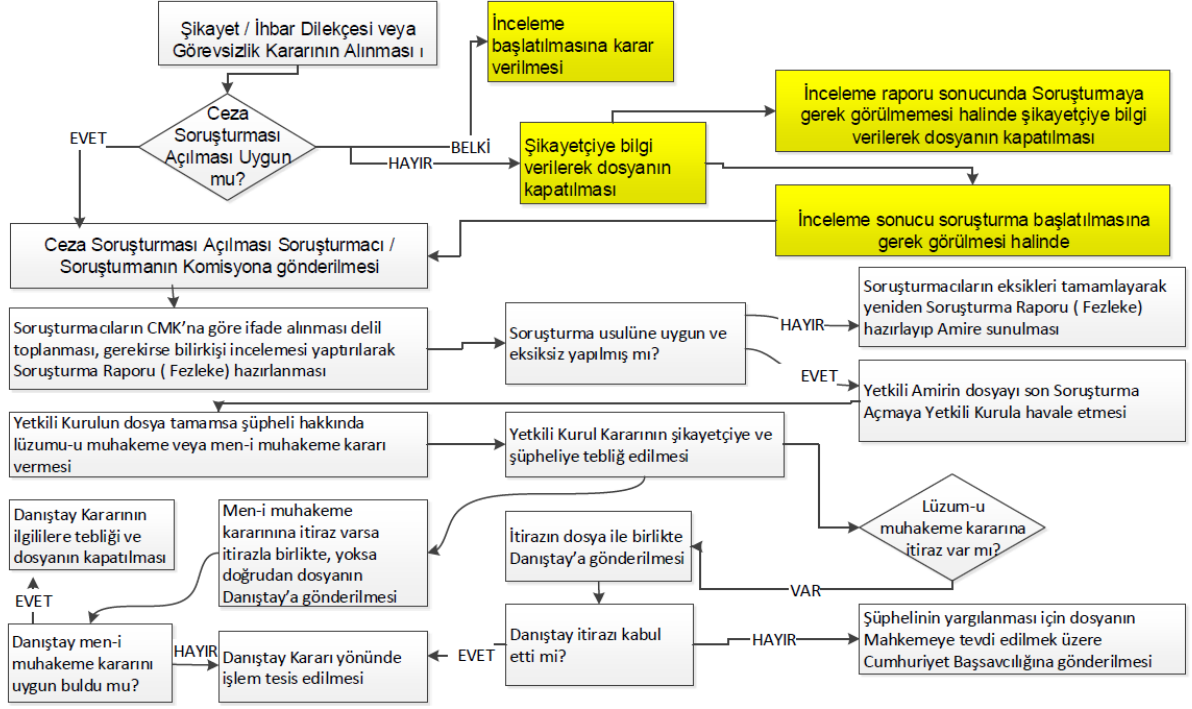 Şikayet / İhbar Dilekçesi veya
Görevsizlik Kararının Alınması ı
İnceleme
başlatılmasına karar
verilmesi
Ceza
Soruşturması
Açılması Uygun
mu?
EVET
BELKİ
HAYIR
Şikayetçiye bilgi
verilerek dosyanın
kapatılması
İnceleme raporu sonucunda Soruşturmaya
gerek görülmemesi halinde şikayetçiye bilgi
verilerek dosyanın kapatılması
İnceleme sonucu soruşturma başlatılmasına
gerek görülmesi halinde
Ceza Soruşturması Açılması Soruşturmacı /
Soruşturmanın Komisyona gönderilmesi
Soruşturmacıların CMK’na göre ifade alınması delil
toplanması, gerekirse bilirkişi incelemesi yaptırılarak
Soruşturma Raporu ( Fezleke) hazırlanması
Soruşturma usulüne uygun ve
eksiksiz yapılmış mı?
HAYIR
Soruşturmacıların eksikleri tamamlayarak
yeniden Soruşturma Raporu ( Fezleke)
hazırlayıp Amire sunulması
EVET
Yetkili Amirin dosyayı son Soruşturma
Açmaya Yetkili Kurula havale etmesi
Yetkili Kurulun dosya tamamsa şüpheli hakkında
lüzumu-u muhakeme veya men-i muhakeme kararı
vermesi
Yetkili Kurul Kararının şikayetçiye ve
şüpheliye tebliğ edilmesi
Lüzum-u
muhakeme kararına
itiraz var mı?
VAR
Danıştay Kararının
ilgililere tebliği ve
dosyanın kapatılması
Men-i muhakeme
kararınına itiraz varsa
itirazla birlikte, yoksa
doğrudan dosyanın
Danıştay’a gönderilmesi
İtirazın dosya ile birlikte
Danıştay’a gönderilmesi
EVET
Danıştay men-i
muhakeme kararını
uygun buldu mu?
HAYIR
Danıştay Kararı yönünde
işlem tesis edilmesi
EVET
Danıştay itirazı kabul
etti mi?
HAYIR
Şüphelinin yargılanması için dosyanın
Mahkemeye tevdi edilmek üzere
Cumhuriyet Başsavcılığına gönderilmesi